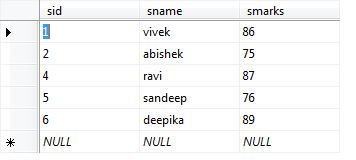 sid sname smarks
1 vivek 86
2 abishek 75
4 ravi 87
5 sandeep 76
6 deepika 89
NULL NULL NULL